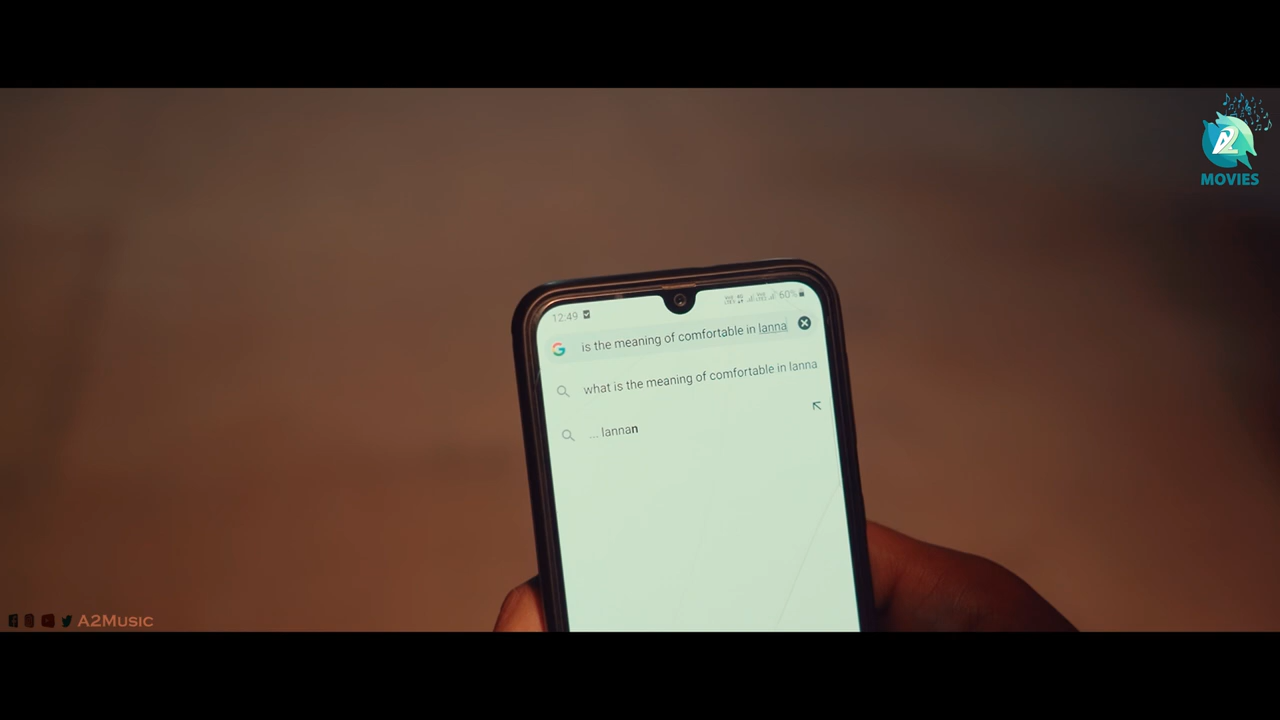 A2
MOVIES
12:49
60%
is the meaning of comfortable in lanna
what is the meaning of comfortable in lanna
... lannan
A2Music